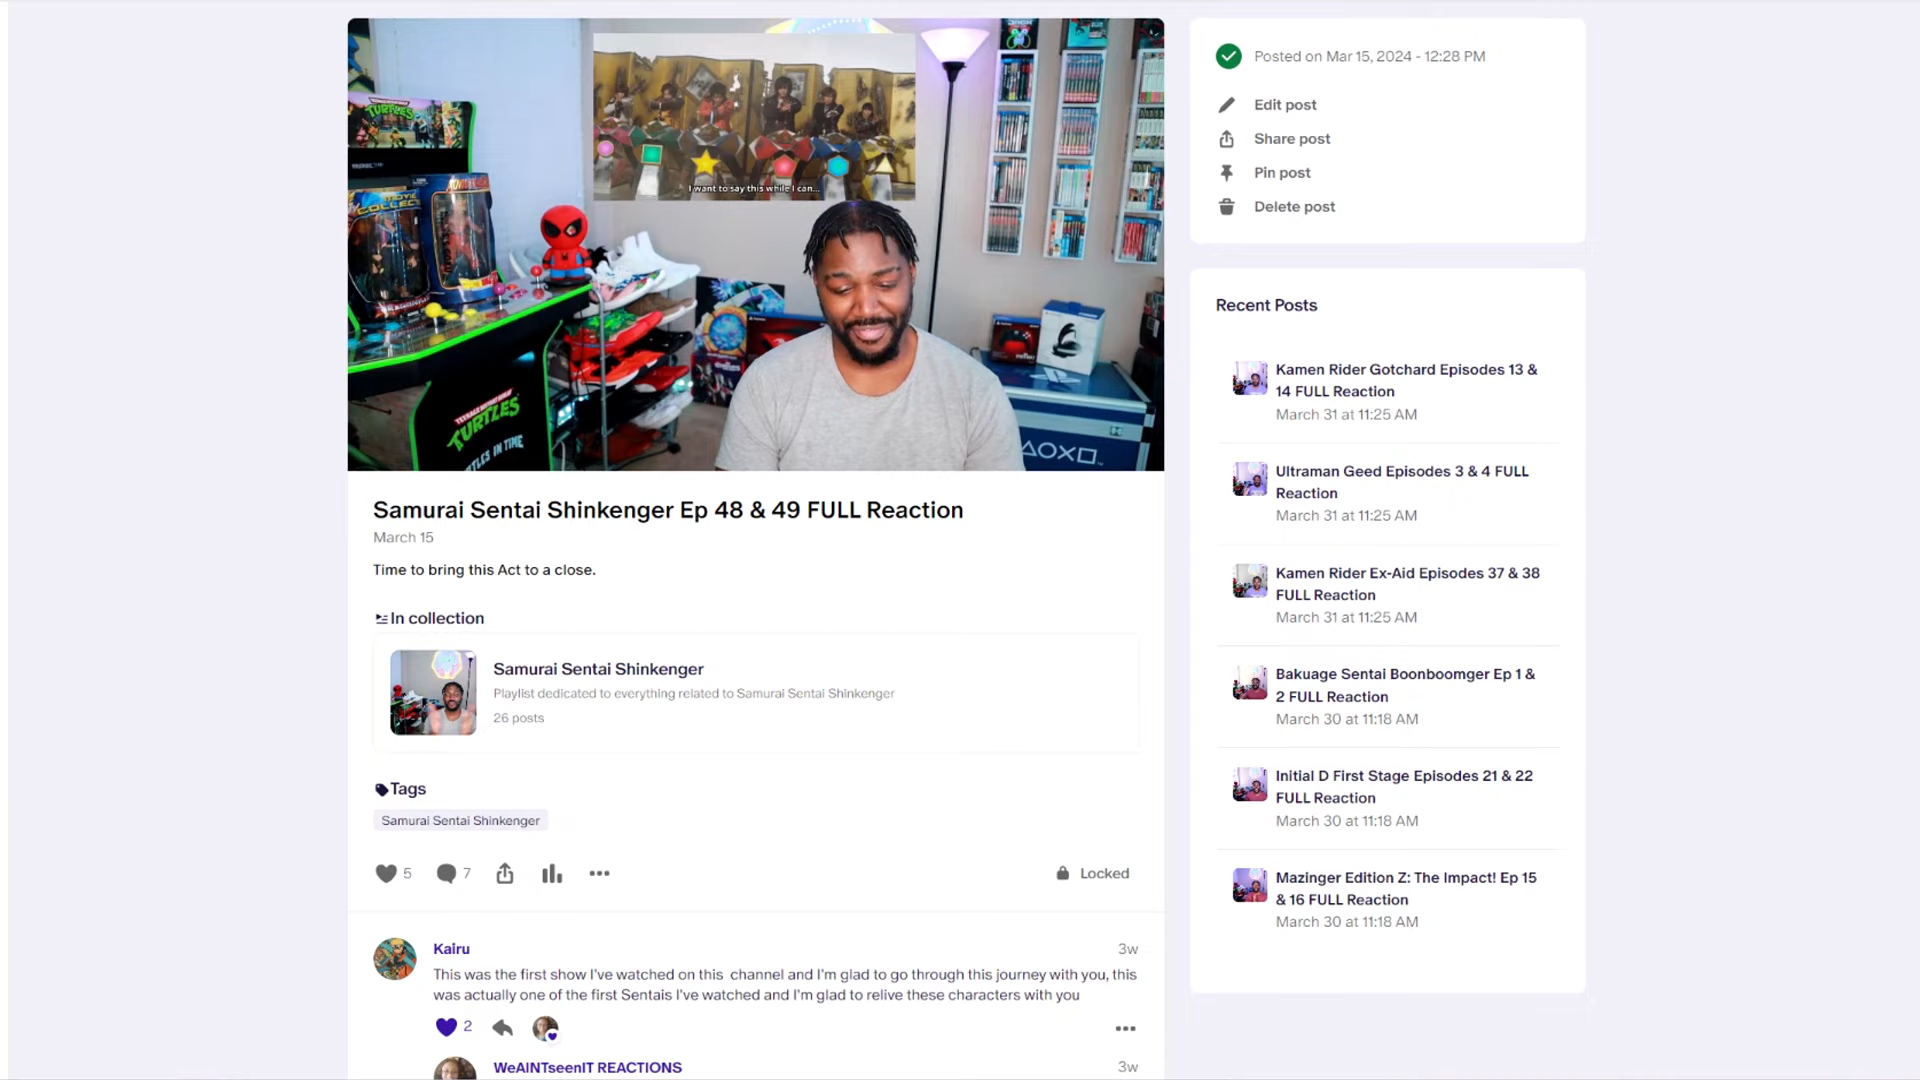 TURTLES
MOVIE
COLLEC
I want to say this while I can...
TEENAGE MUTANT NINJA
TURTLES
TLES IN TIME
Samurai Sentai Shinkenger Ep 48 & 49 FULL Reaction
March 15
Time to bring this Act to a close.
In collection
Samurai Sentai Shinkenger
Playlist dedicated to everything related to Samurai Sentai Shinkenger
26 posts
Tags
Samurai Sentai Shinkenger
5 7 Locked
Kairu 3w
This was the first show I've watched on this channel and I'm glad to go through this journey with you, this
was actually one of the first Sentais I've watched and I'm glad to relive these characters with you
2
WeAINTseenIT REACTIONS 3w
Posted on Mar 15, 2024 - 12:28 PM
Edit post
Share post
Pin post
Delete post
Recent Posts
Kamen Rider Gotchard Episodes 13 &
14 FULL Reaction
March 31 at 11:25 AM
Ultraman Geed Episodes 3 & 4 FULL
Reaction
March 31 at 11:25 AM
Kamen Rider Ex-Aid Episodes 37 & 38
FULL Reaction
March 31 at 11:25 AM
Bakuage Sentai Boonboomger Ep 1 &
2 FULL Reaction
March 30 at 11:18 AM
Initial D First Stage Episodes 21 & 22
FULL Reaction
March 30 at 11:18 AM
Mazinger Edition Z: The Impact! Ep 15
& 16 FULL Reaction
March 30 at 11:18 AM